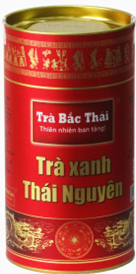 Trà Bắc Thái
Thiên nhiên ban tặng!
Trà xanh
Thái Nguyên